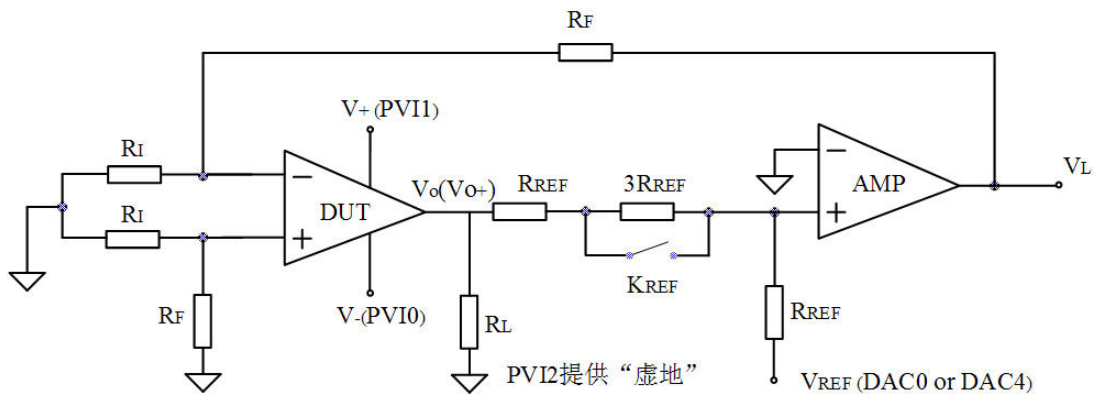 RF
V+ (PVI1)
RI
Vo(Vo+)
RREF
3RREF
−
AMP
+
VL
−
DUT
+
RI
KREF
RF
V-(PVI0)
RL
RREF
PVI2提供“虚地”
VREF (DAC0 or DAC4)